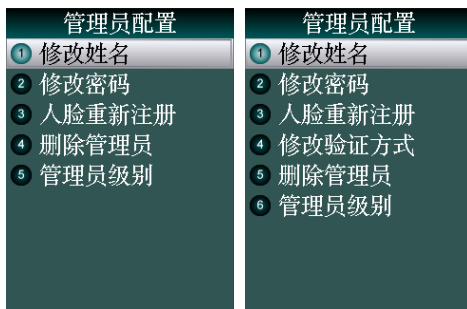 管理员配置
1 修改姓名
2 修改密码
3 人脸重新注册
4 删除管理员
5 管理员级别
管理员配置
1 修改姓名
2 修改密码
3 人脸重新注册
4 修改验证方式
5 删除管理员
6 管理员级别